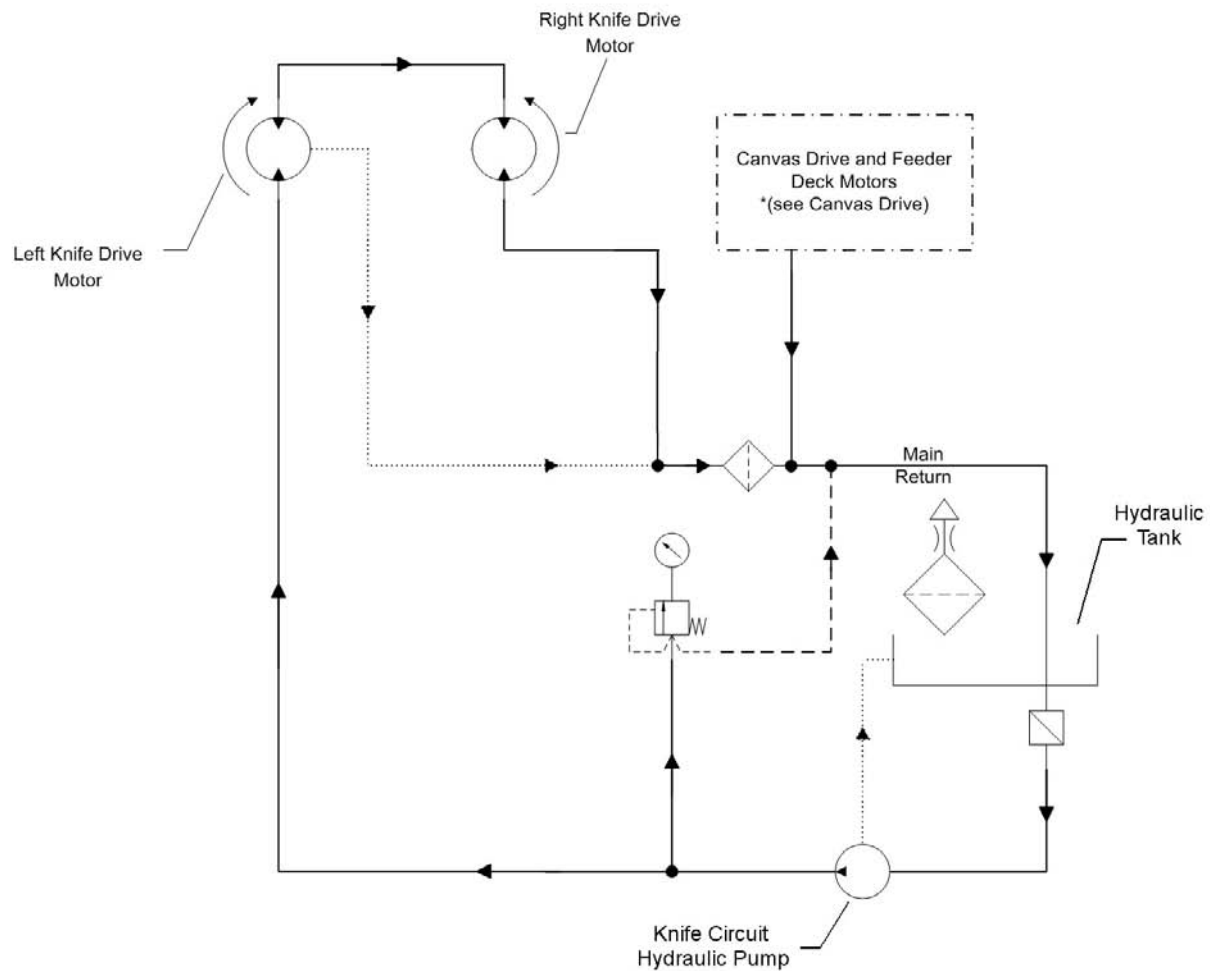 Right Knife Drive
Motor
Canvas Drive and Feeder
Deck Motors
*(see Canvas Drive)
Left Knife Drive
Motor
Main
Return
Hydraulic
Tank
Knife Circuit
Hydraulic Pump